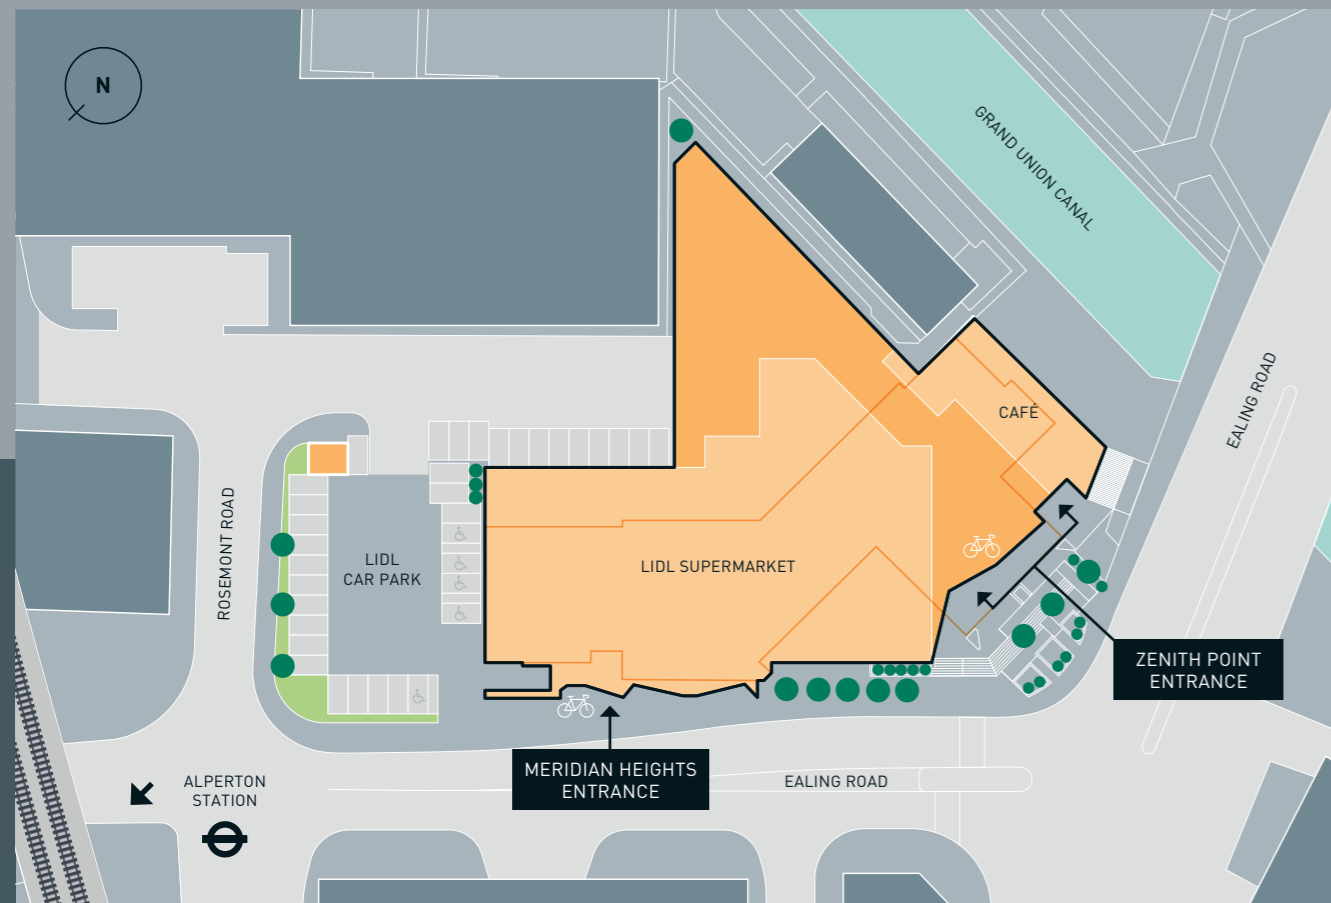 N
GRAND UNION CANAL
EALING ROAD
CAFÉ
ROSEMONT ROAD
LIDL
CAR PARK
LIDL SUPERMARKET
ZENITH POINT
ENTRANCE
MERIDIAN HEIGHTS
ENTRANCE
EALING ROAD
ALPERTON
STATION